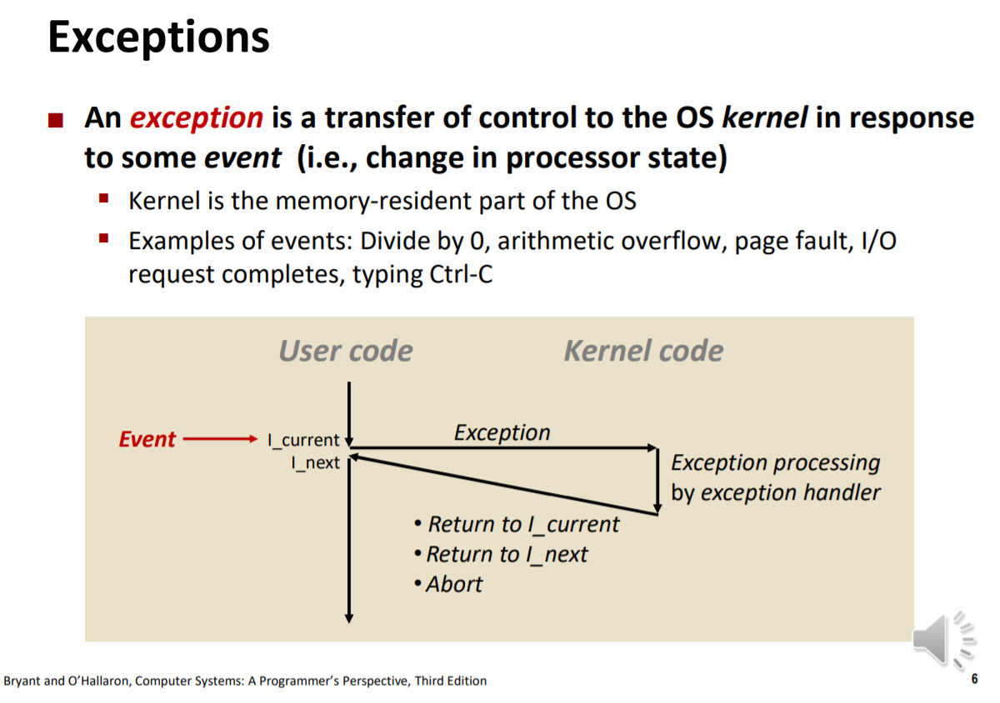 Exceptions
■ An exception is a transfer of control to the OS kernel in response
to some event (i.e., change in processor state)
▪ Kernel is the memory-resident part of the OS
▪ Examples of events: Divide by 0, arithmetic overflow, page fault, I/O
request completes, typing Ctrl-C
User code
Kernel code
Event
I_current
I_next
Exception
Exception processing
by exception handler
• Return to I_current
• Return to I_next
• Abort
Bryant and O’Hallaron, Computer Systems: A Programmer’s Perspective, Third Edition
6